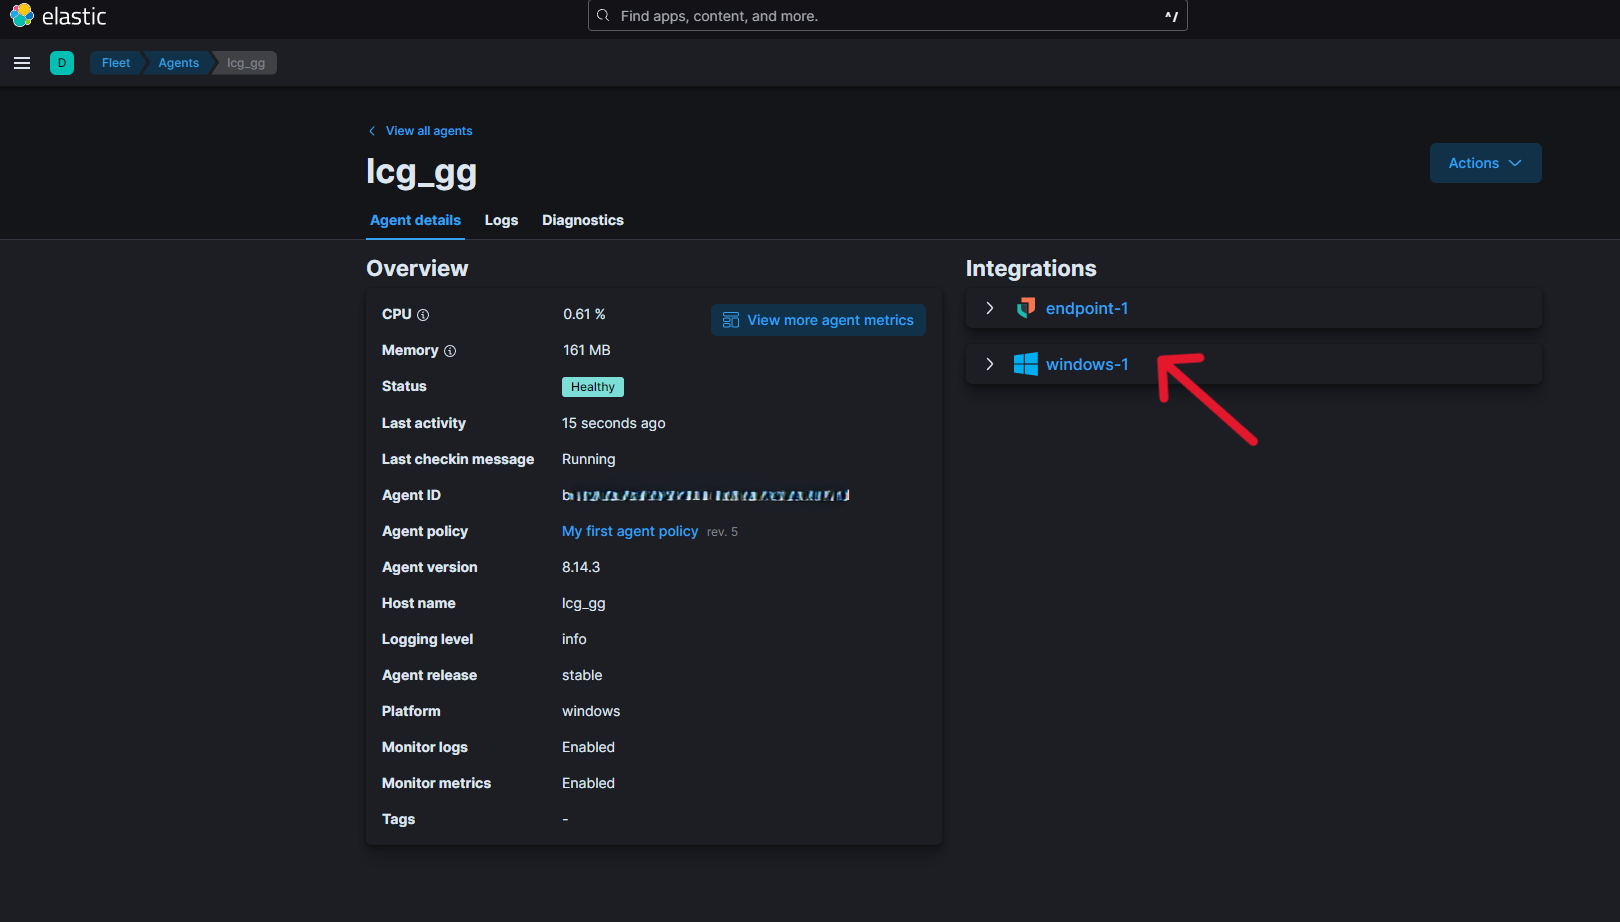 elastic
Find apps, content, and more.
^/
D
Fleet
Agents
lcg_gg
View all agents
lcg_gg
Actions
Agent details
Logs
Diagnostics
Overview
CPU
0.61 %
View more agent metrics
Memory
161 MB
Status
Healthy
Last activity
15 seconds ago
Last checkin message
Running
Agent ID
Agent policy
My first agent policy rev. 5
Agent version
8.14.3
Host name
lcg_gg
Logging level
info
Agent release
stable
Platform
windows
Monitor logs
Enabled
Monitor metrics
Enabled
Tags
-
Integrations
endpoint-1
windows-1